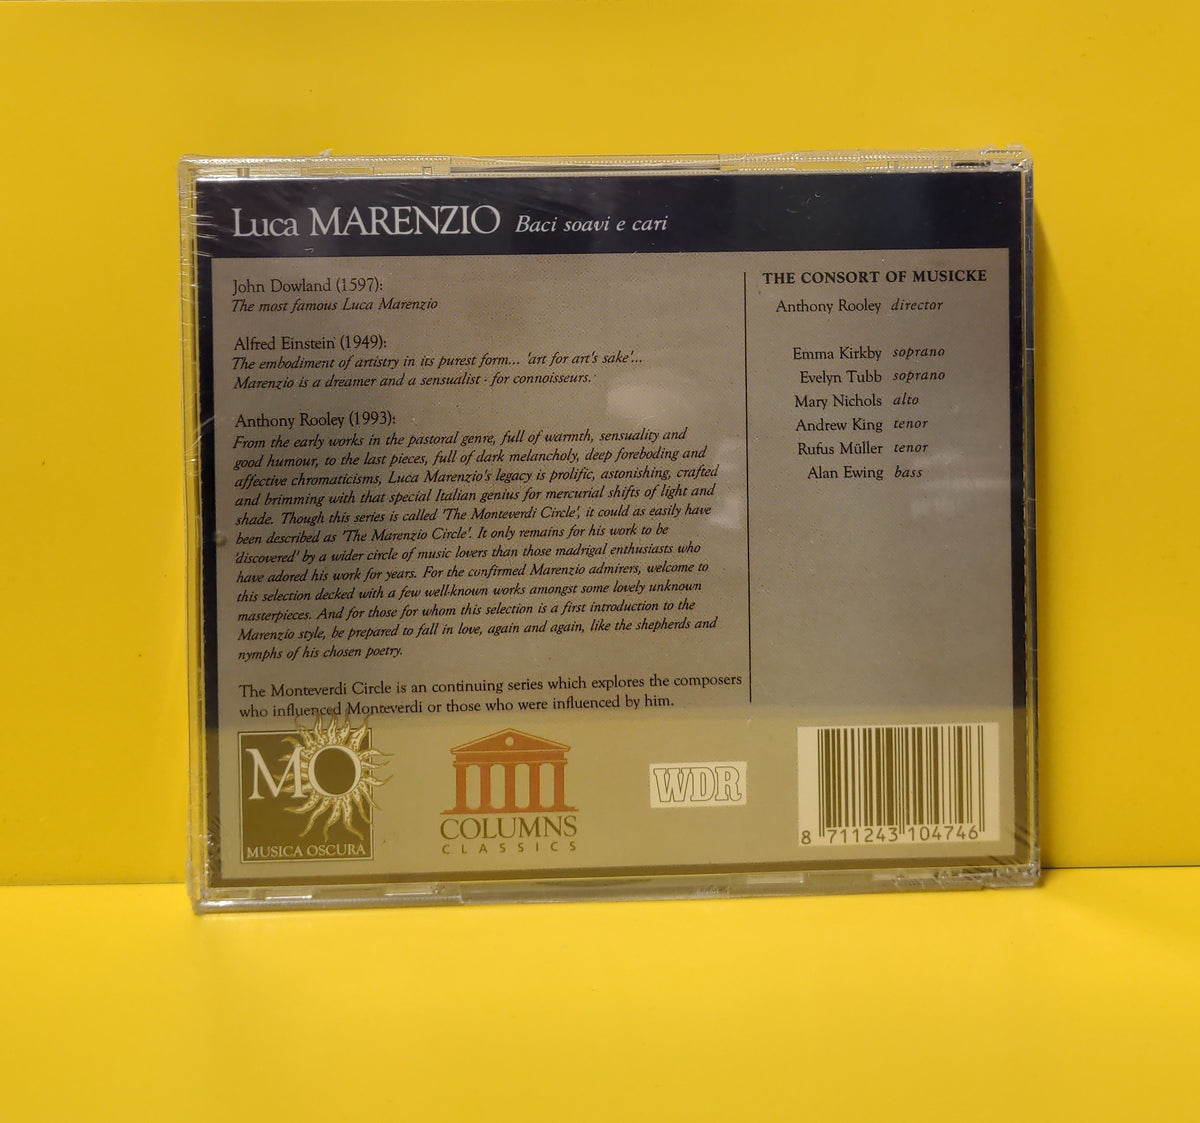 Luca MARENZIO Baci soavi e cari
John Dowland (1597):
The most famous Luca Marenzio
Alfred Einstein (1949):
The embodiment of artistry in its purest form... 'art for art's sake'...
Marenzio is a dreamer and a sensualist - for connoisseurs.
Anthony Rooley (1993):
From the early works in the pastoral genre, full of warmth, sensuality and
good humour, to the last pieces, full of dark melancholy, deep foreboding and
affective chromaticisms, Luca Marenzio's legacy is prolific, astonishing, crafted
and brimming with that special Italian genius for mercurial shifts of light and
shade. Though this series is called 'The Monteverdi Circle', it could as easily have
been described as 'The Marenzio Circle'. It only remains for his work to be
'discovered' by a wider circle of music lovers than those madrigal enthusiasts who
have adored his work for years. For the confirmed Marenzio admirers, welcome to
this selection decked with a few well-known works amongst some lovely unknown
masterpieces. And for those for whom this selection is a first introduction to the
Marenzio style, be prepared to fall in love, again and again, like the shepherds and
nymphs of his chosen poetry.
The Monteverdi Circle is an continuing series which explores the composers
who influenced Monteverdi or those who were influenced by him.
THE CONSORT OF MUSICKE
Anthony Rooley director
Emma Kirkby soprano
Evelyn Tubb soprano
Mary Nichols alto
Andrew King tenor
Rufus Müller tenor
Alan Ewing bass
MO
MUSICA OSCURA
COLUMNS
CLASSICS
WDR
8 711243 104746